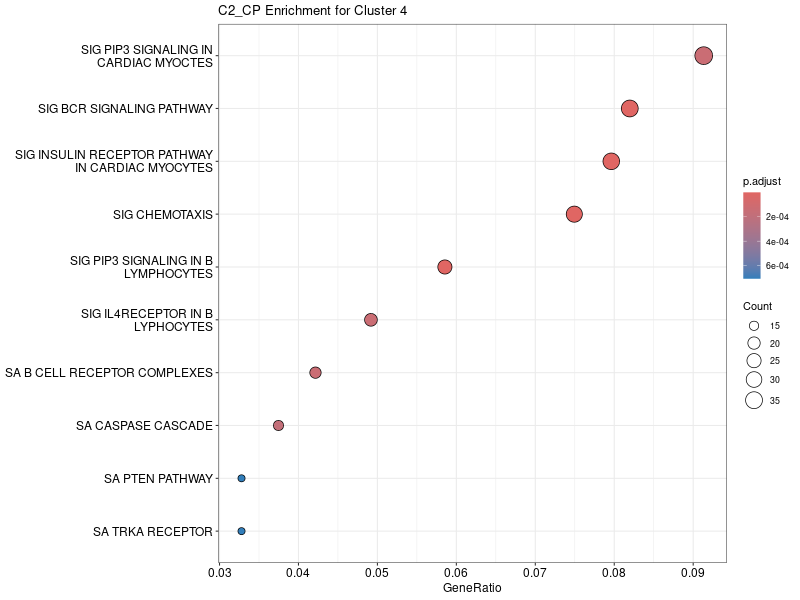 C2_CP Enrichment for Cluster 4
SIG PIP3 SIGNALING IN
CARDIAC MYOCTES
SIG BCR SIGNALING PATHWAY
SIG INSULIN RECEPTOR PATHWAY
IN CARDIAC MYOCYTES
SIG CHEMOTAXIS
SIG PIP3 SIGNALING IN B
LYMPHOCYTES
SIG IL4RECEPTOR IN B
LYPHOCYTES
SA B CELL RECEPTOR COMPLEXES
SA CASPASE CASCADE
SA PTEN PATHWAY
SA TRKA RECEPTOR
0.03 0.04 0.05 0.06 0.07 0.08 0.09
GeneRatio
p.adjust
2e-04
4e-04
6e-04
Count
15
20
25
30
35